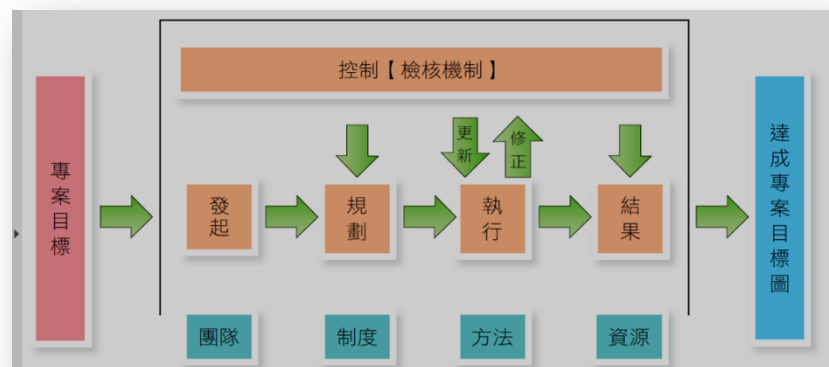 控制【檢核機制】
專案目標
更新
修正
發起
規劃
執行
結果
達成專案目標圖
團隊
制度
方法
資源